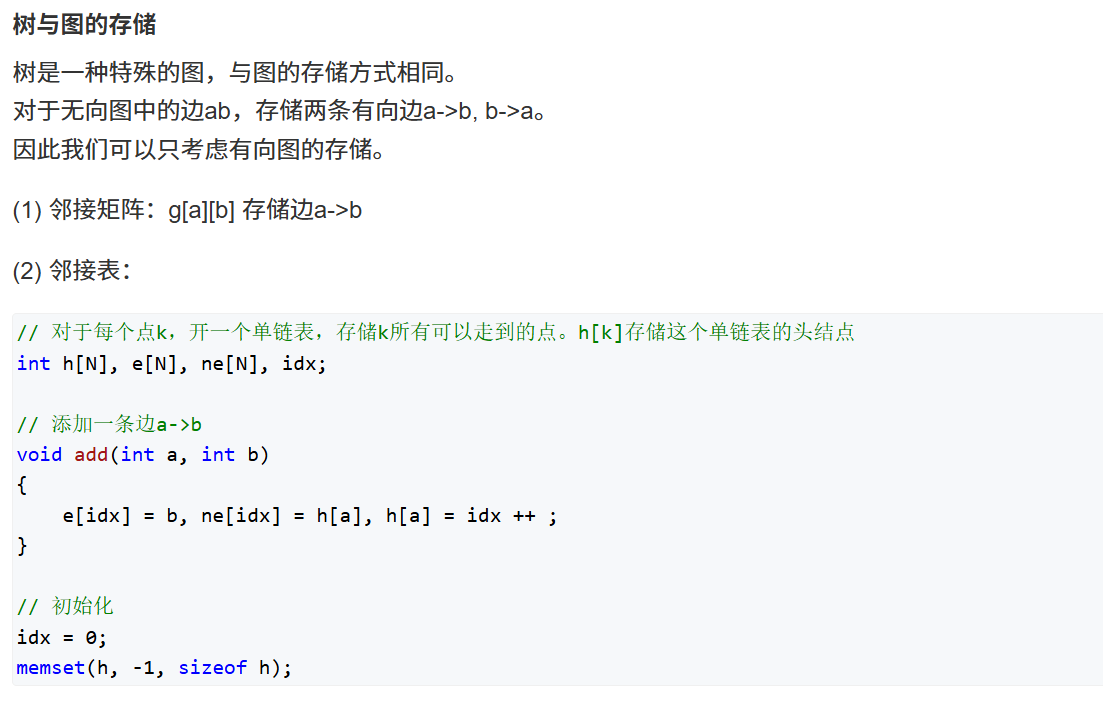 树与图的存储
树是一种特殊的图，与图的存储方式相同。
对于无向图中的边ab，存储两条有向边a->b, b->a。
因此我们可以只考虑有向图的存储。
(1) 邻接矩阵：g[a][b] 存储边a->b
(2) 邻接表：
// 对于每个点k，开一个单链表，存储k所有可以走到的点。h[k]存储这个单链表的头结点
int h[N], e[N], ne[N], idx;
// 添加一条边a->b
void add(int a, int b)
{
    e[idx] = b, ne[idx] = h[a], h[a] = idx ++ ;
}
// 初始化
idx = 0;
memset(h, -1, sizeof h);